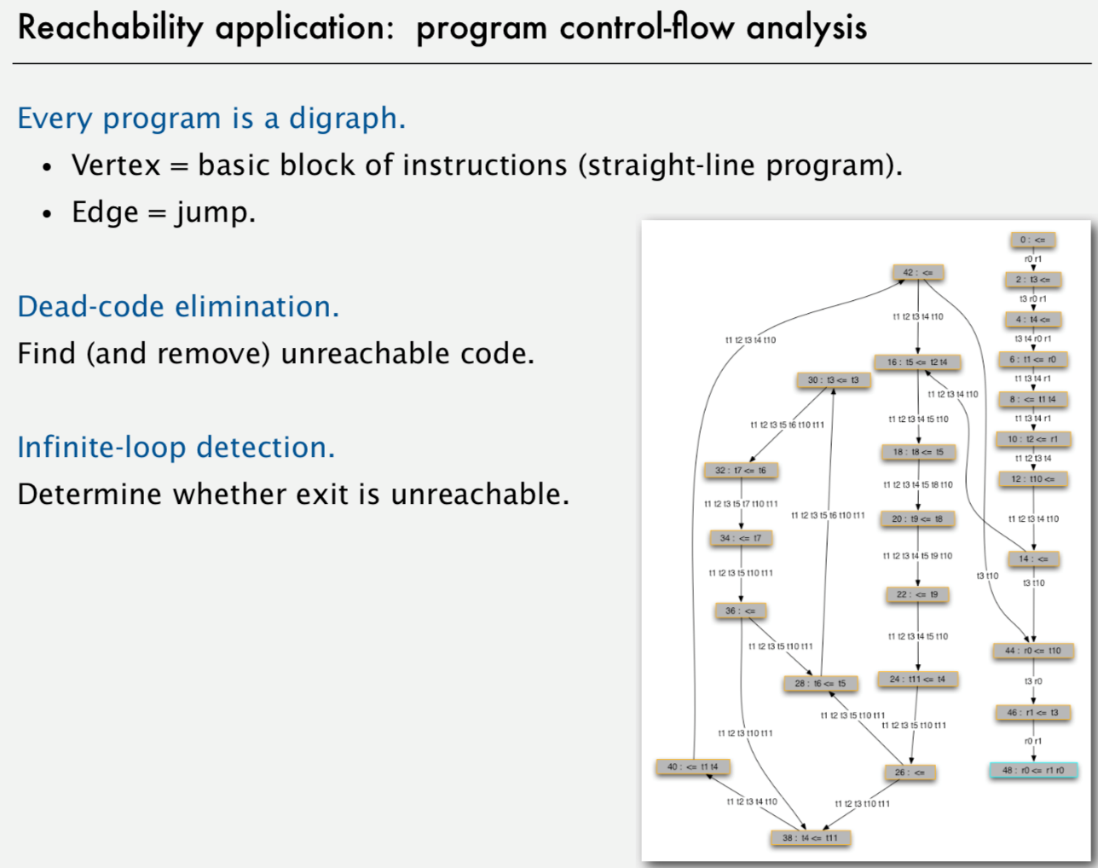 Reachability application: program control-flow analysis
Every program is a digraph.
• Vertex = basic block of instructions (straight-line program).
• Edge = jump.
Dead-code elimination.
Find (and remove) unreachable code.
Infinite-loop detection.
Determine whether exit is unreachable.
0 : <=
r0 r1
2 : t3 <=
t3 r0 r1
4 : t4 <=
t3 t4 r0 r1
6 : t1 <= r0
t1 t3 t4 r1
8 : <= t1 t4
t1 t3 t4 r1
10 : t2 <= r1
t1 t2 t3 t4
12 : t10 <=
t1 t2 t3 t4 t10
14 : <=
t3 t10
44 : r0 <= t10
t3 r0
46 : r1 <= t3
r0 r1
48 : r0 <= r1 r0
42 : <=
t1 t2 t3 t4 t10
t3 t10
16 : t5 <= t2 t4
t1 t2 t3 t4 t10
t1 t2 t3 t4 t5 t10
18 : t8 <= t5
t1 t2 t3 t4 t5 t8 t10
20 : t9 <= t8
t1 t2 t3 t4 t5 t9 t10
22 : <= t9
t1 t2 t3 t4 t5 t10
24 : t11 <= t4
t1 t2 t3 t5 t10 t11
26 : <=
t1 t2 t3 t5 t10 t11
t1 t2 t3 t10 t11
28 : t6 <= t5
t1 t2 t3 t5 t6 t10 t11
30 : t3 <= t3
t1 t2 t3 t5 t6 t10 t11
32 : t7 <= t6
t1 t2 t3 t5 t7 t10 t11
34 : <= t7
t1 t2 t3 t5 t10 t11
36 : <=
t1 t2 t3 t5 t10 t11
t1 t2 t3 t10 t11
38 : t4 <= t11
t1 t2 t3 t4 t10
40 : <= t1 t4
t1 t2 t3 t4 t10